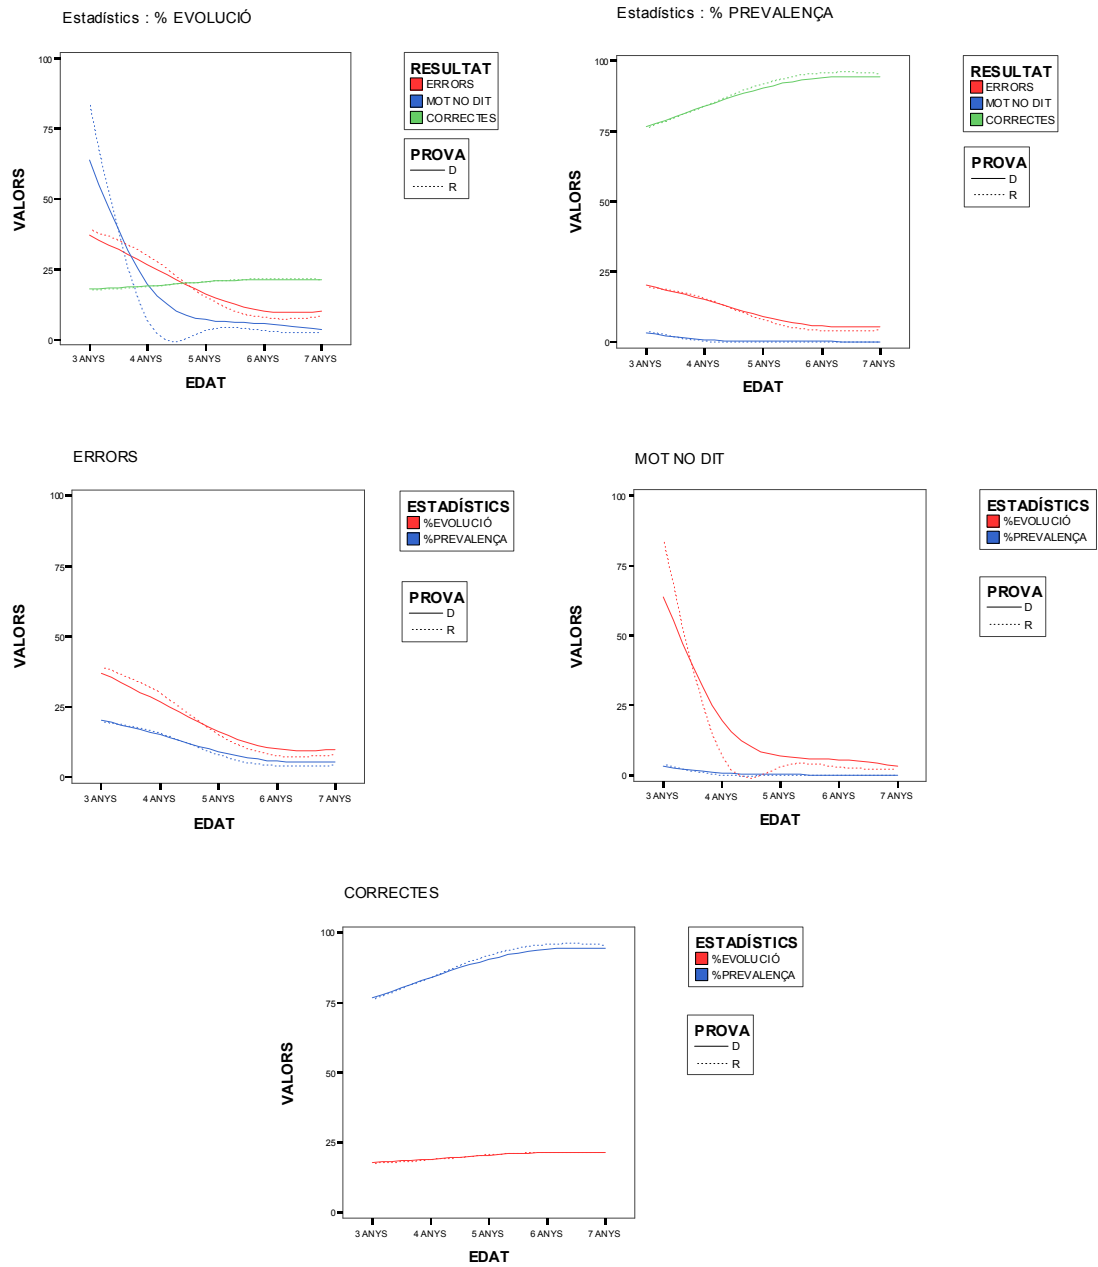 Estadístics : % EVOLUCIÓ
100
75
50
25
0
VALORS
3 ANYS 4 ANYS 5 ANYS 6 ANYS 7 ANYS
EDAT
RESULTAT
ERRORS
MOT NO DIT
CORRECTES
PROVA
D
R
Estadístics : % PREVALENÇA
100
75
50
25
0
VALORS
3 ANYS 4 ANYS 5 ANYS 6 ANYS 7 ANYS
EDAT
RESULTAT
ERRORS
MOT NO DIT
CORRECTES
PROVA
D
R
ERRORS
100
75
50
25
0
VALORS
3 ANYS 4 ANYS 5 ANYS 6 ANYS 7 ANYS
EDAT
ESTADÍSTICS
%EVOLUCIÓ
%PREVALENÇA
PROVA
D
R
MOT NO DIT
100
75
50
25
0
VALORS
3 ANYS 4 ANYS 5 ANYS 6 ANYS 7 ANYS
EDAT
ESTADÍSTICS
%EVOLUCIÓ
%PREVALENÇA
PROVA
D
R
CORRECTES
100
75
50
25
0
VALORS
3 ANYS 4 ANYS 5 ANYS 6 ANYS 7 ANYS
EDAT
ESTADÍSTICS
%EVOLUCIÓ
%PREVALENÇA
PROVA
D
R